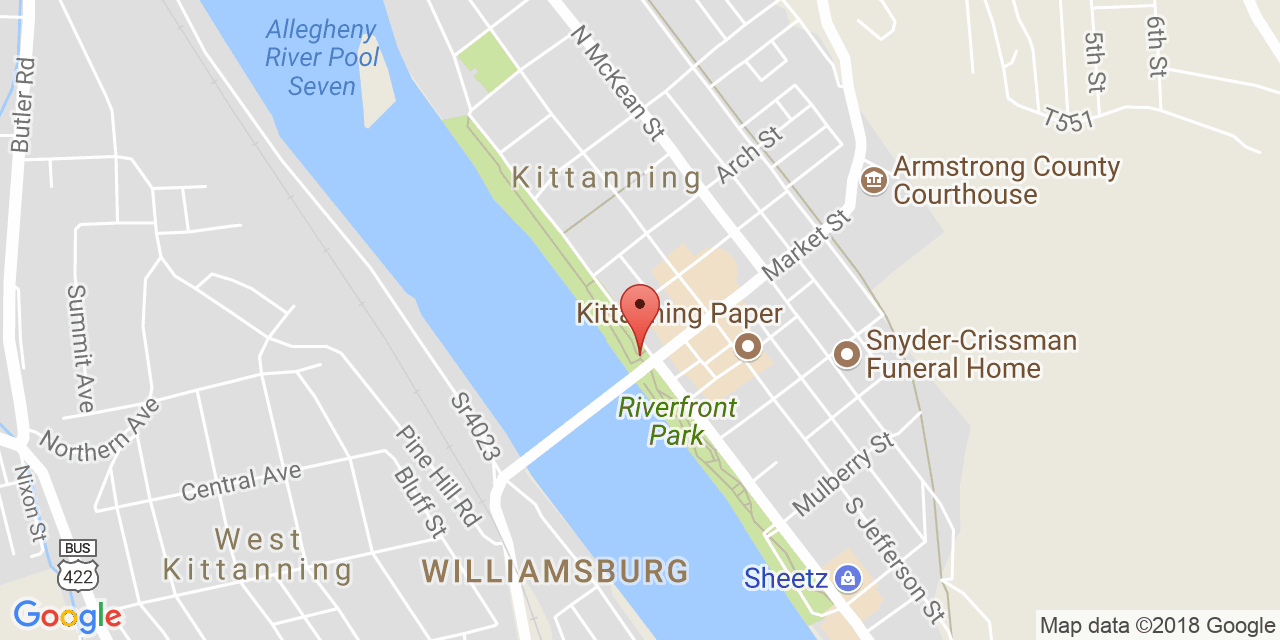 Allegheny
River Pool
Seven
Butler Rd
N McKean St
5th St
6th St
T551
Arch St
Kittanning
Armstrong County
Courthouse
Market St
Summit Ave
Kittanning Paper
Snyder-Crissman
Funeral Home
Riverfront
Park
Northern Ave
Sr4023
Pine Hill Rd
Central Ave
Bluff St
Mulberry St
S Jefferson St
Nixon St
West
Kittanning
BUS
422
WILLIAMSBURG
Sheetz
Google
Map data ©2018 Google